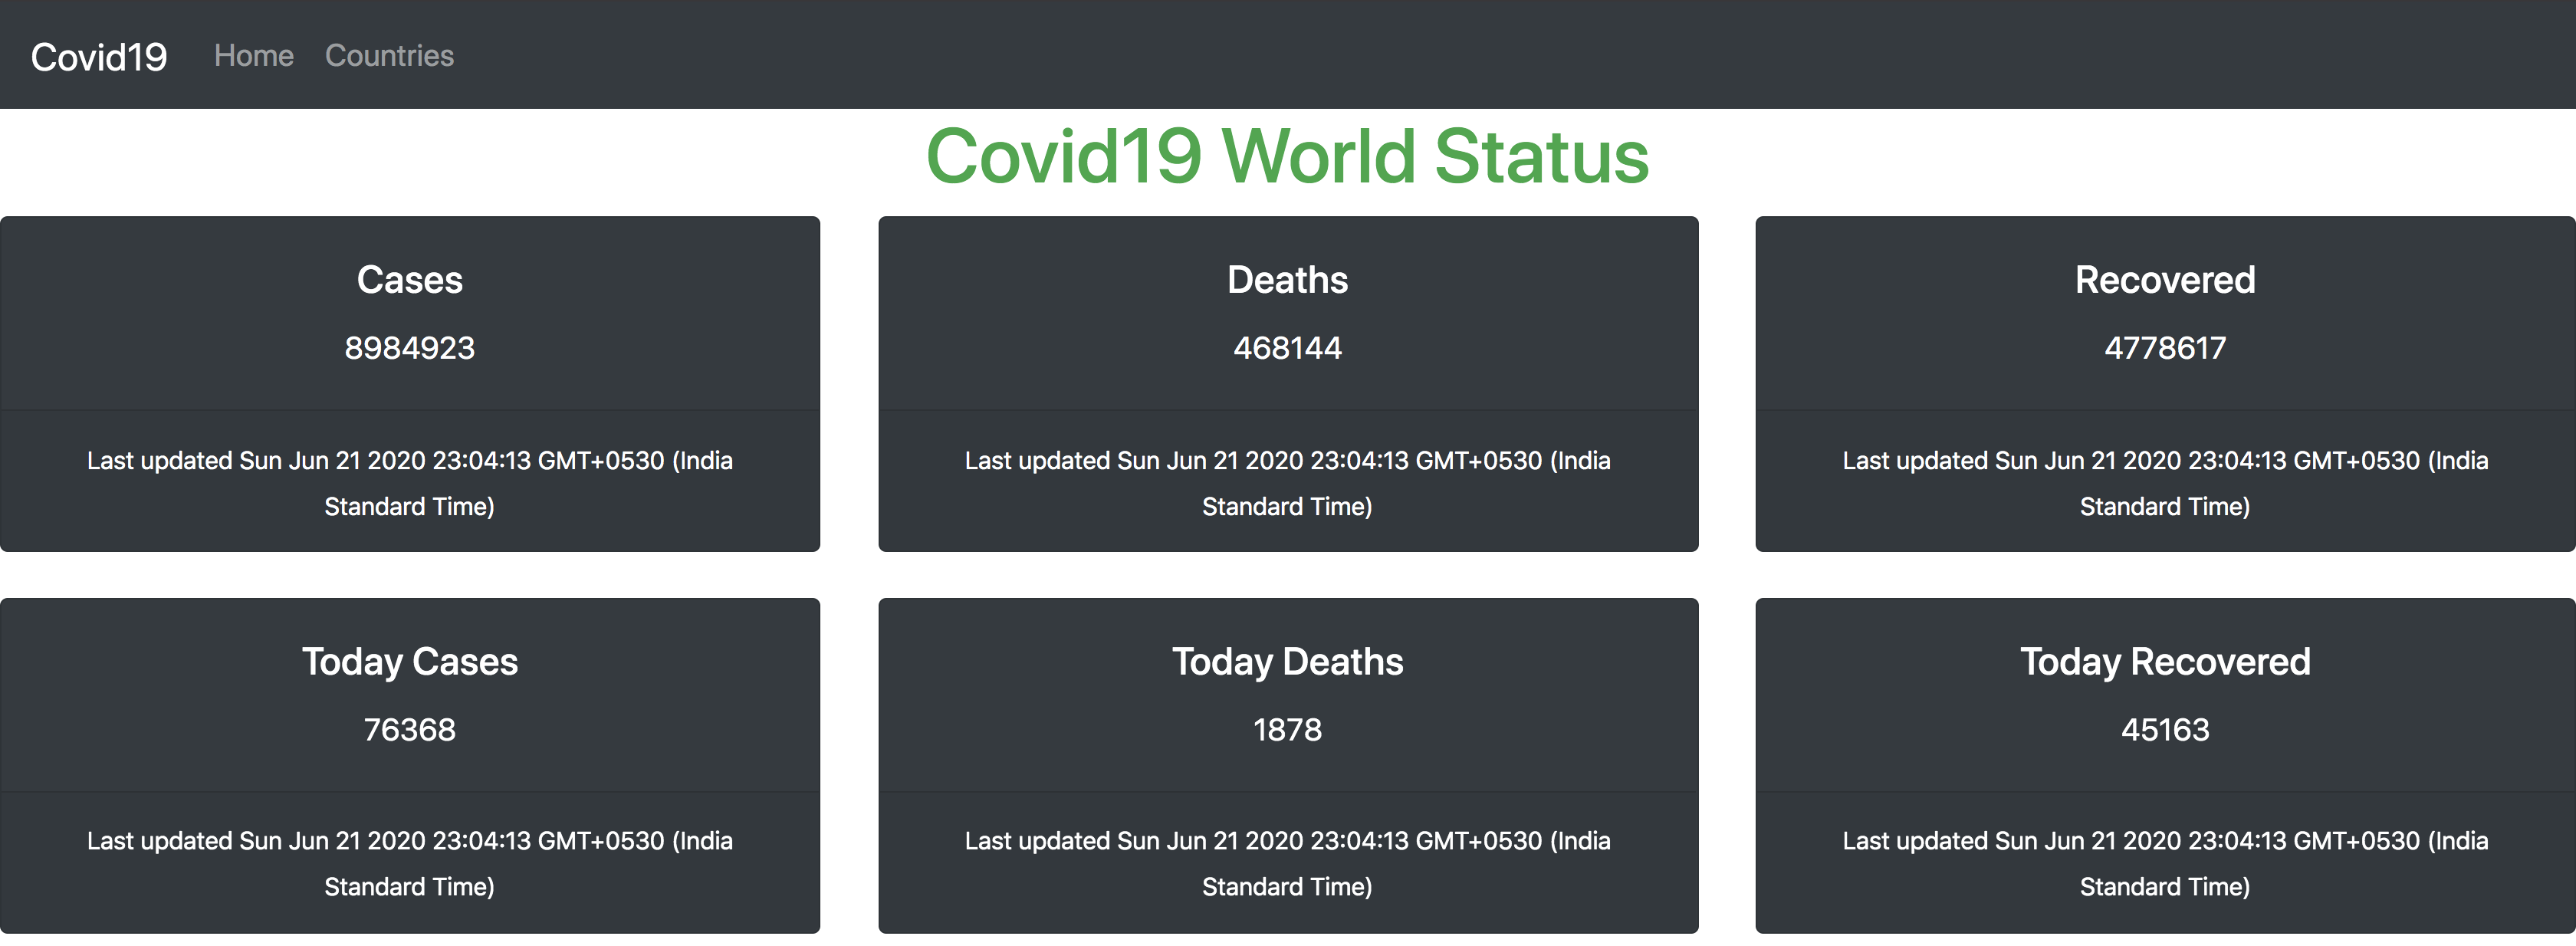 Covid19 Home Countries
Covid19 World Status
Cases
8984923
Last updated Sun Jun 21 2020 23:04:13 GMT+0530 (India
Standard Time)
Deaths
468144
Last updated Sun Jun 21 2020 23:04:13 GMT+0530 (India
Standard Time)
Recovered
4778617
Last updated Sun Jun 21 2020 23:04:13 GMT+0530 (India
Standard Time)
Today Cases
76368
Last updated Sun Jun 21 2020 23:04:13 GMT+0530 (India
Standard Time)
Today Deaths
1878
Last updated Sun Jun 21 2020 23:04:13 GMT+0530 (India
Standard Time)
Today Recovered
45163
Last updated Sun Jun 21 2020 23:04:13 GMT+0530 (India
Standard Time)